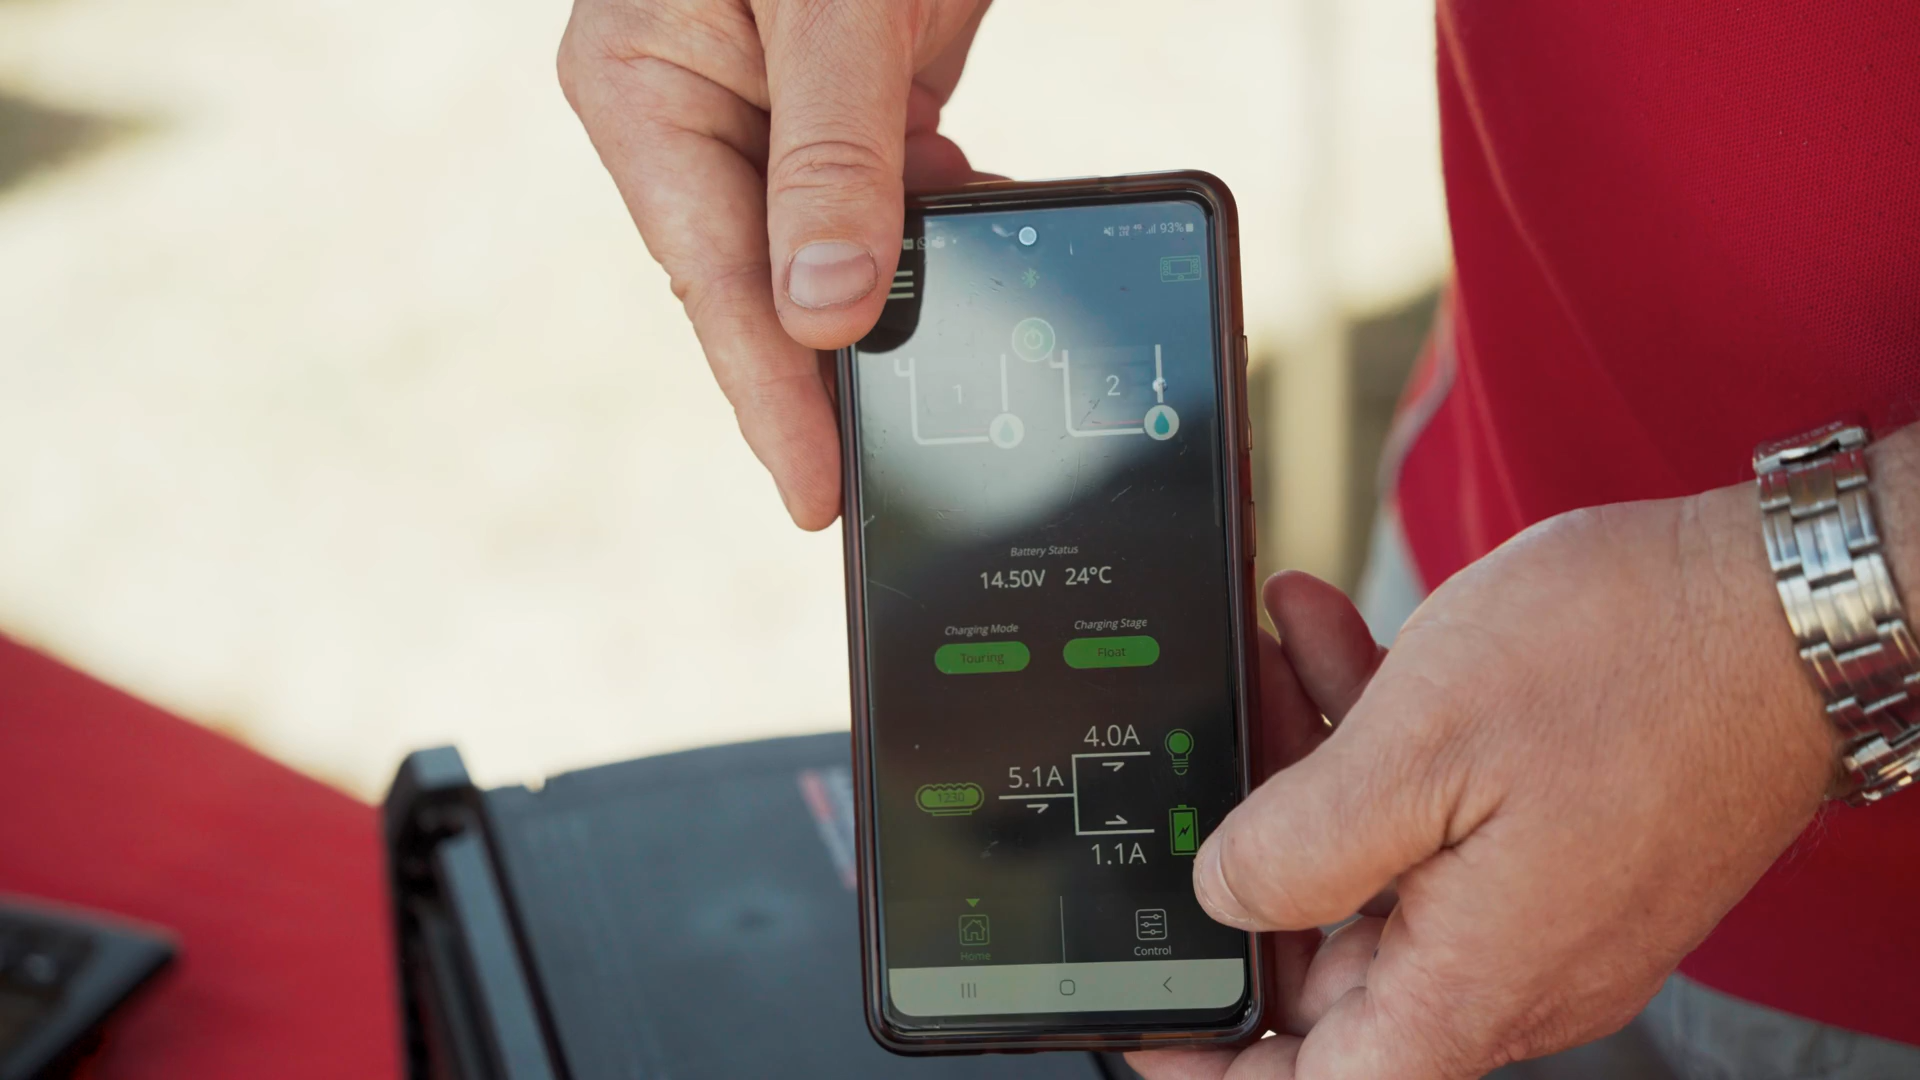 93%
1
2
Battery Status
14.50V 24°C
Charging Mode
Charging Stage
Touring
Float
4.0A
5.1A
1230
1.1A
Home
Control